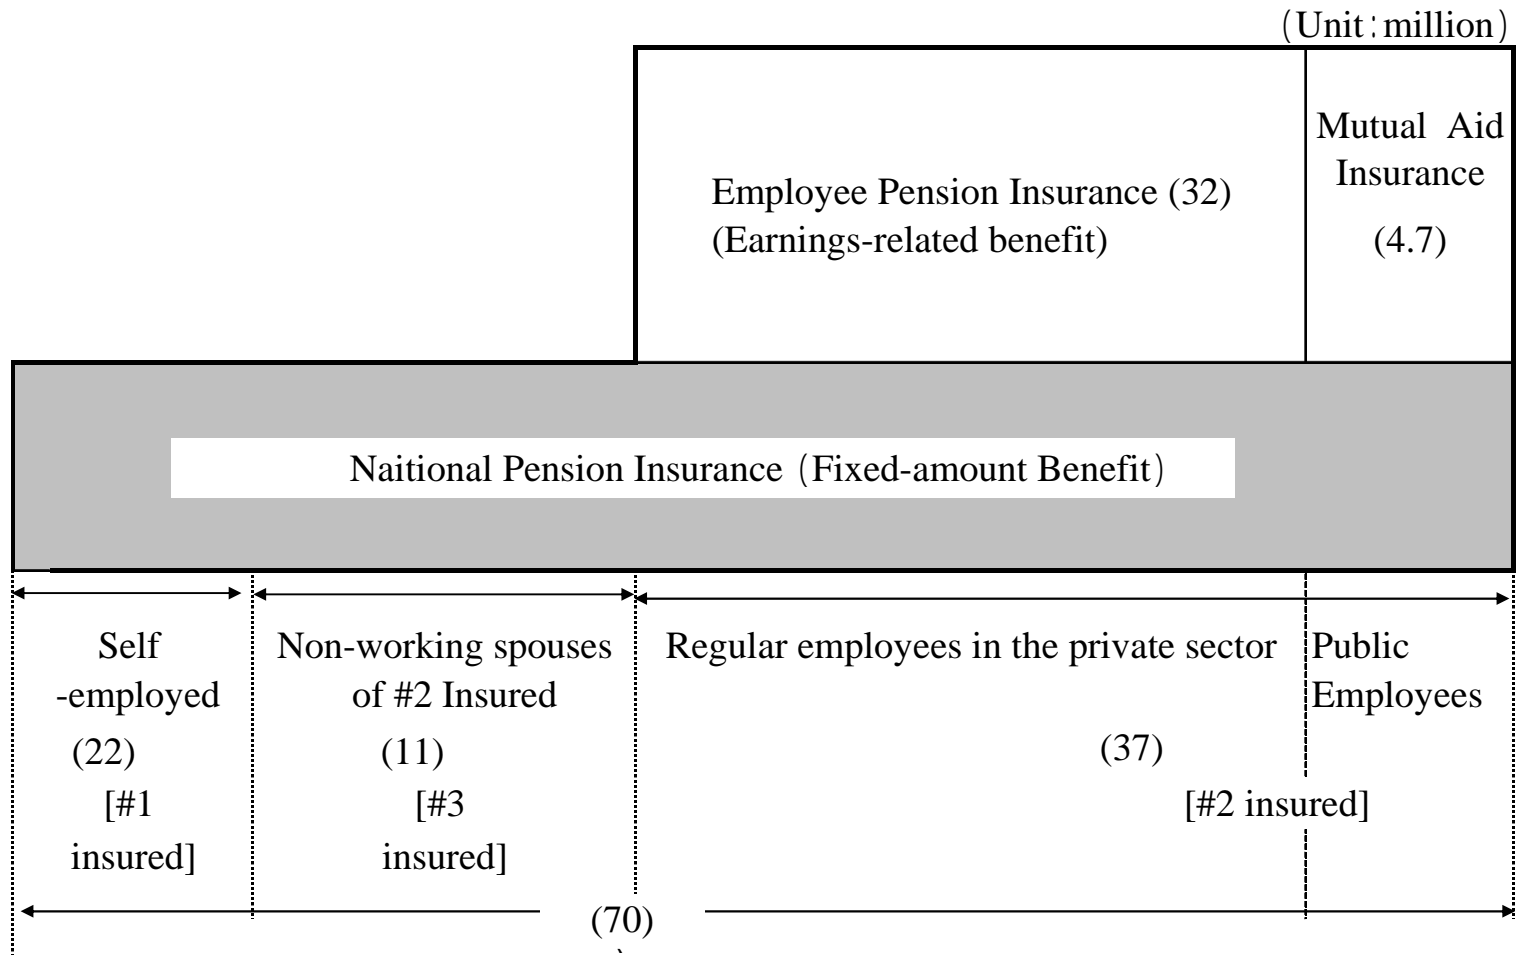 (Unit:million)
Mutual Aid
Insurance
(4.7)
Employee Pension Insurance (32)
(Earnings-related benefit)
Naitional Pension Insurance (Fixed-amount Benefit)
Self
-employed
(22)
[#1
insured]
Non-working spouses
of #2 Insured
(11)
[#3
insured]
Regular employees in the private sector
(37)
[#2 insured]
Public
Employees
(70)
)